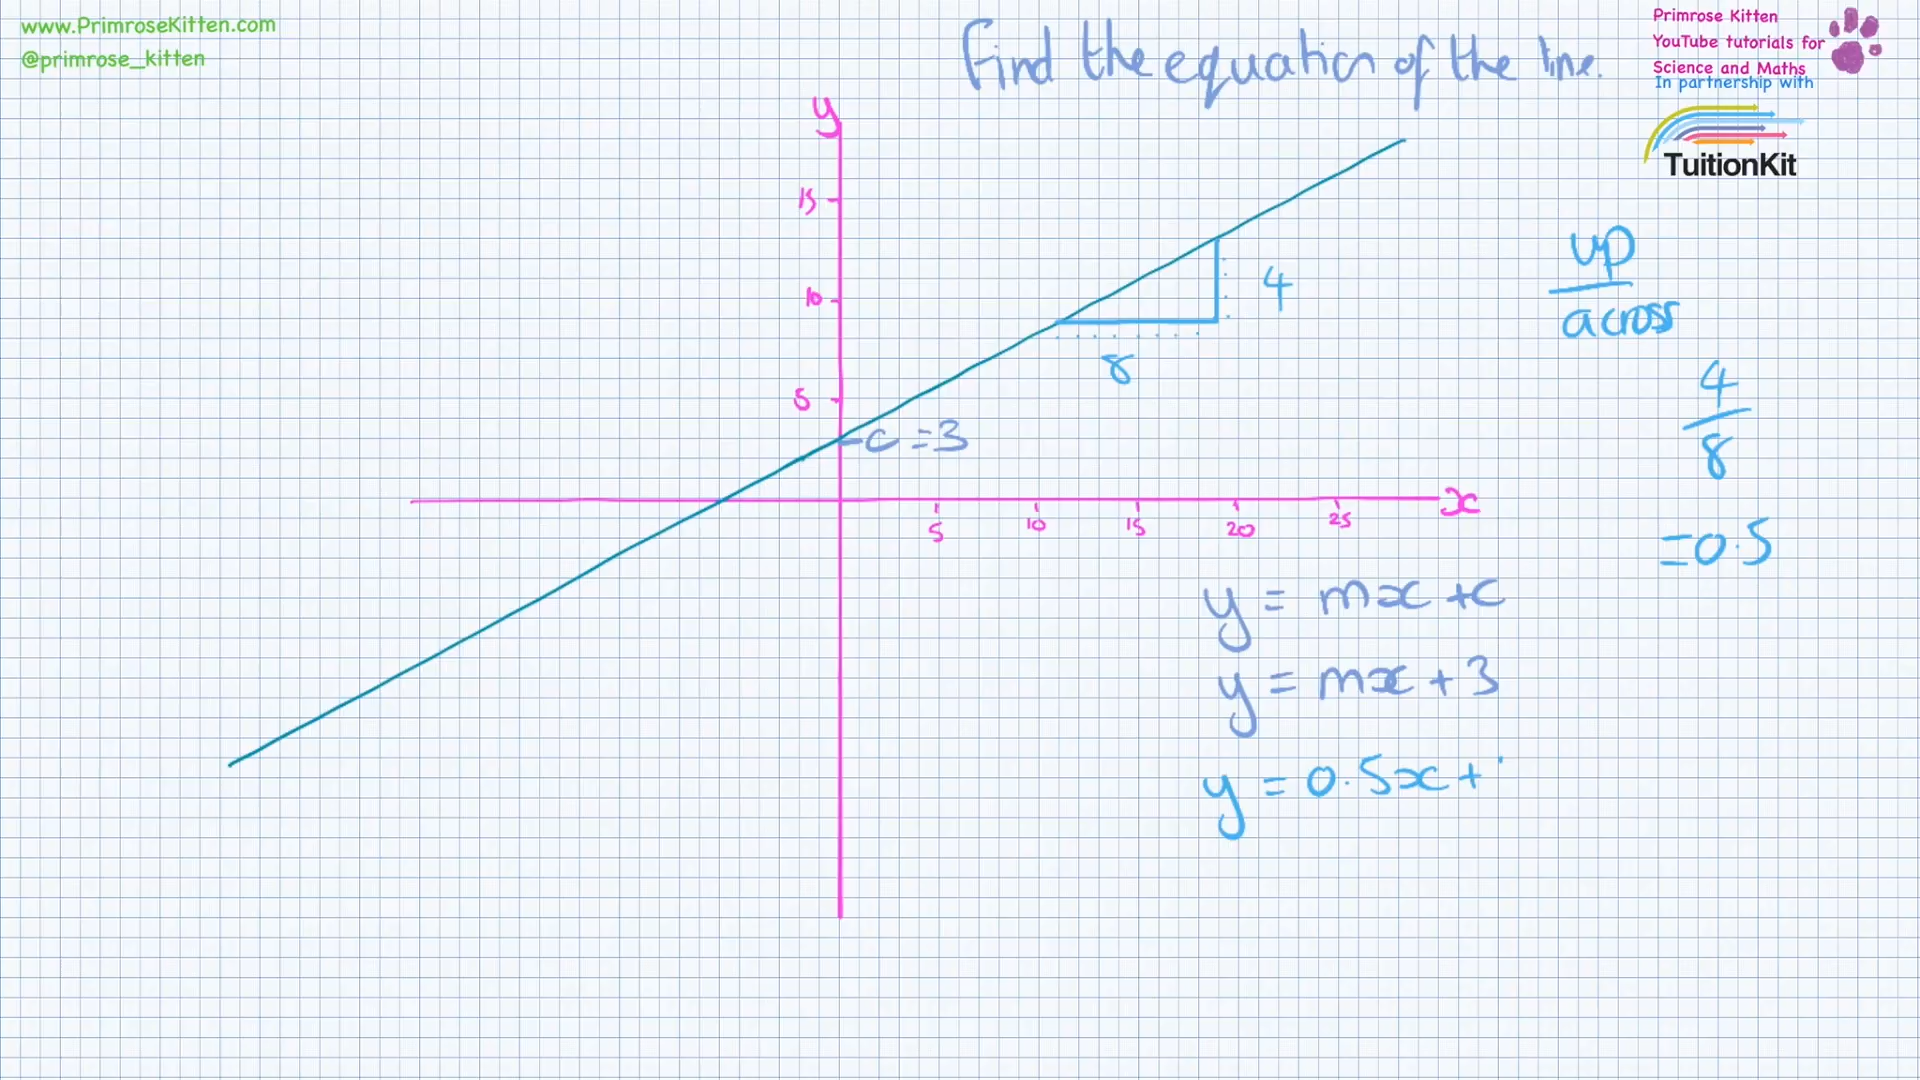 www.PrimroseKitten.com
@primrose_kitten
Find the equation of the line.
Primrose Kitten
YouTube tutorials for
Science and Maths
In partnership with
TuitionKit
y
15
10
5
c = 3
4
8
x
5 10 15 20 25
up
across
4
8
=0.5
y = mx + c
y = mx + 3
y = 0.5x +